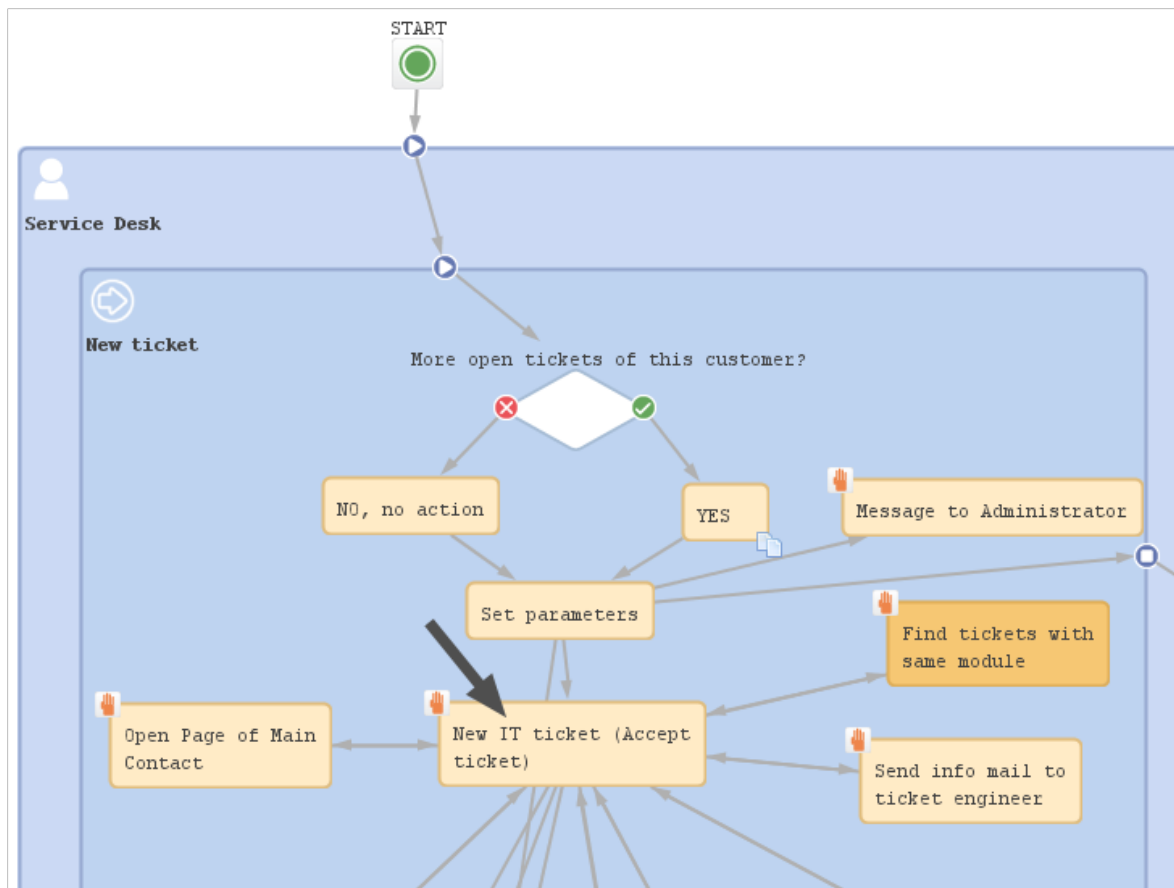 START
Service Desk
New ticket
More open tickets of this customer?
NO, no action
YES
Message to Administrator
Set parameters
Find tickets with
same module
Open Page of Main
Contact
New IT ticket (Accept
ticket)
Send info mail to
ticket engineer